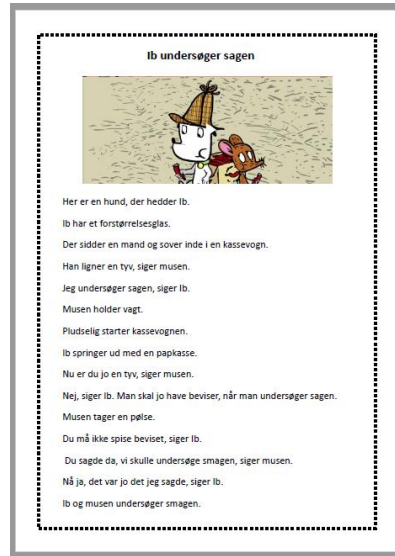 Ib undersøger sagen
Her er en hund, der hedder Ib.
Ib har et forstørrelsesglas.
Der sidder en mand og sover inde i en kassevogn.
Han ligner en tyv, siger musen.
Jeg undersøger sagen, siger Ib.
Musen holder vagt.
Pludselig starter kassevognen.
Ib springer ud med en papkasse.
Nu er du jo en tyv, siger musen.
Nej, siger Ib. Man skal jo have beviser, når man undersøger sagen.
Musen tager en pølse.
Du må ikke spise beviset, siger Ib.
Du sagde da, vi skulle undersøge smagen, siger musen.
Nå ja, det var jo det jeg sagde, siger Ib.
Ib og musen undersøger smagen.